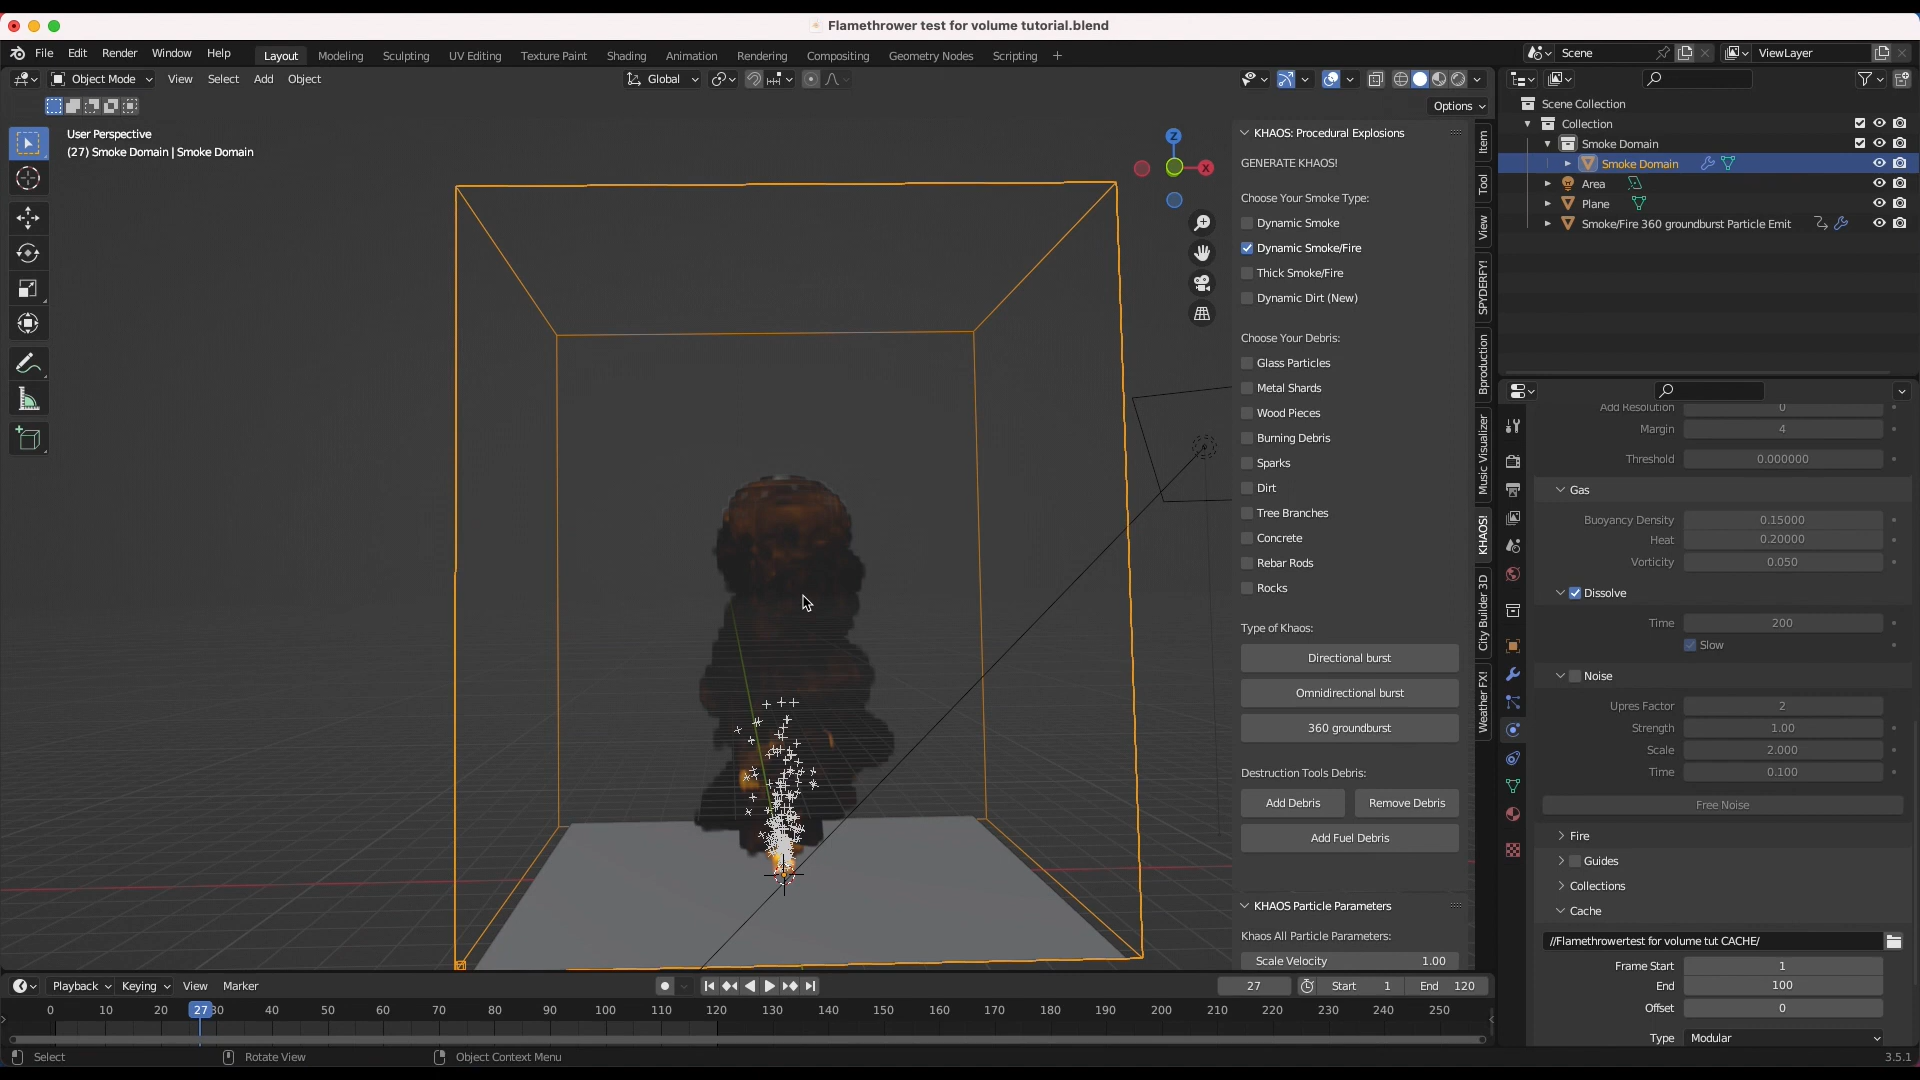 Flamethrower test for volume tutorial.blend
File Edit Render Window Help Layout Modeling Sculpting UV Editing Texture Paint Shading Animation Rendering Compositing Geometry Nodes Scripting + Scene ViewLayer
Object Mode View Select Add Object Global
Options
User Perspective
(27) Smoke Domain | Smoke Domain
Z
X
KHAOS: Procedural Explosions
GENERATE KHAOS!
Choose Your Smoke Type:
Dynamic Smoke
Dynamic Smoke/Fire
Thick Smoke/Fire
Dynamic Dirt (New)
Choose Your Debris:
Glass Particles
Metal Shards
Wood Pieces
Burning Debris
Sparks
Dirt
Tree Branches
Concrete
Rebar Rods
Rocks
Type of Khaos:
Directional burst
Omnidirectional burst
360 groundburst
Destruction Tools Debris:
Add Debris Remove Debris
Add Fuel Debris
KHAOS Particle Parameters
Khaos All Particle Parameters:
Scale Velocity 1.00
Item
Tool
View
SPYDERFY!
Bproduction
Music Visualizer
KHAOS!
City Builder 3D
Weather FX!
Scene Collection
Collection
Smoke Domain
Smoke Domain
Area
Plane
Smoke/Fire 360 groundburst Particle Emit
Add Resolution 0
Margin 4
Threshold 0.000000
Gas
Buoyancy Density 0.15000
Heat 0.20000
Vorticity 0.050
Dissolve
Time 200
Slow
Noise
Upres Factor 2
Strength 1.00
Scale 2.000
Time 0.100
Free Noise
Fire
Guides
Collections
Cache
//Flamethrowertest for volume tut CACHE/
Frame Start 1
End 100
Offset 0
Type Modular
Playback Keying View Marker 27 Start 1 End 120
0 10 20 27 30 40 50 60 70 80 90 100 110 120 130 140 150 160 170 180 190 200 210 220 230 240 250
Select Rotate View Object Context Menu 3.5.1